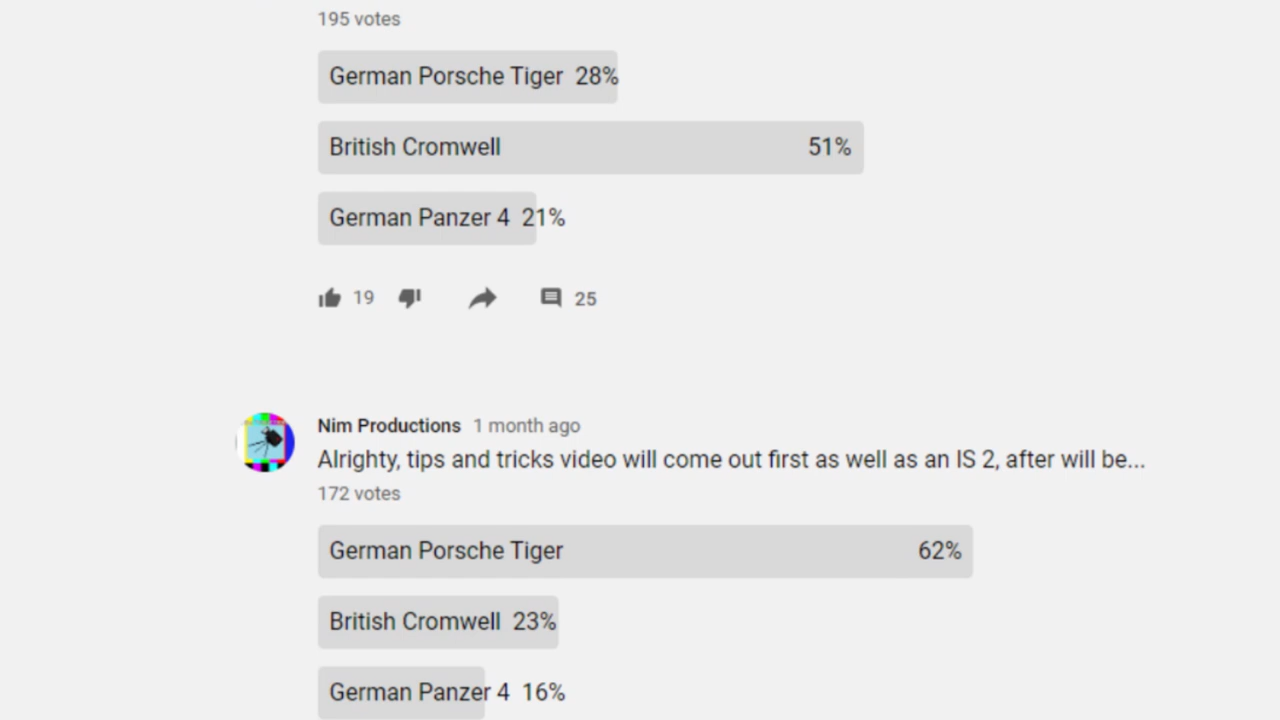 195 votes
German Porsche Tiger 28%
British Cromwell 51%
German Panzer 4 21%
19 25
Nim Productions 1 month ago
Alrighty, tips and tricks video will come out first as well as an IS 2, after will be...
172 votes
German Porsche Tiger 62%
British Cromwell 23%
German Panzer 4 16%